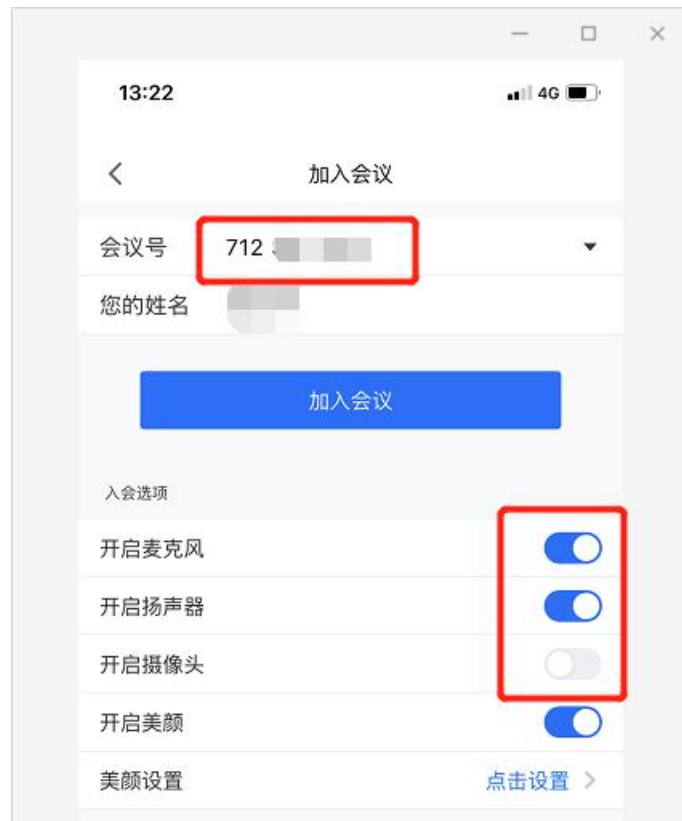 13:22 4G
加入会议
会议号 712
您的姓名
加入会议
入会选项
开启麦克风
开启扬声器
开启摄像头
开启美颜
美颜设置 点击设置